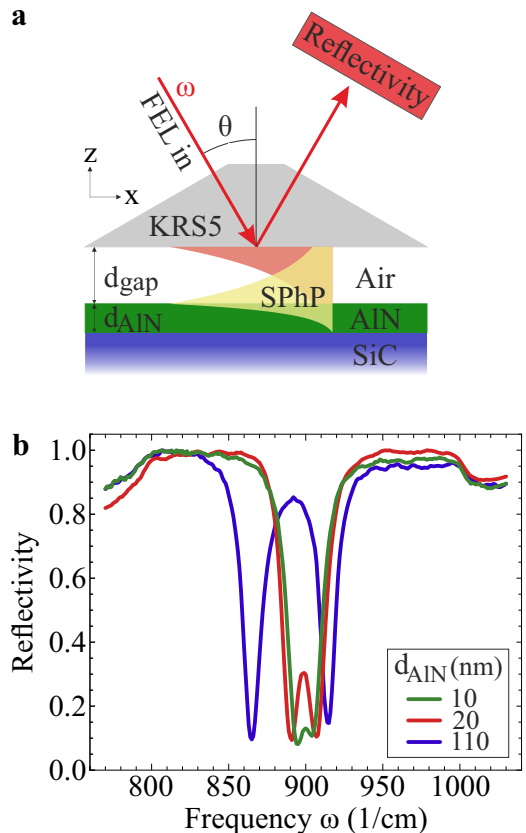 a
Reflectivity
ω
FEL in
θ
z
x
KRS5
dgap
Air
SPhP
dAlN
AlN
SiC
b
1.0
0.8
0.6
0.4
0.2
0.0
Reflectivity
dAlN (nm)
10
20
110
800 850 900 950 1000
Frequency ω (1/cm)